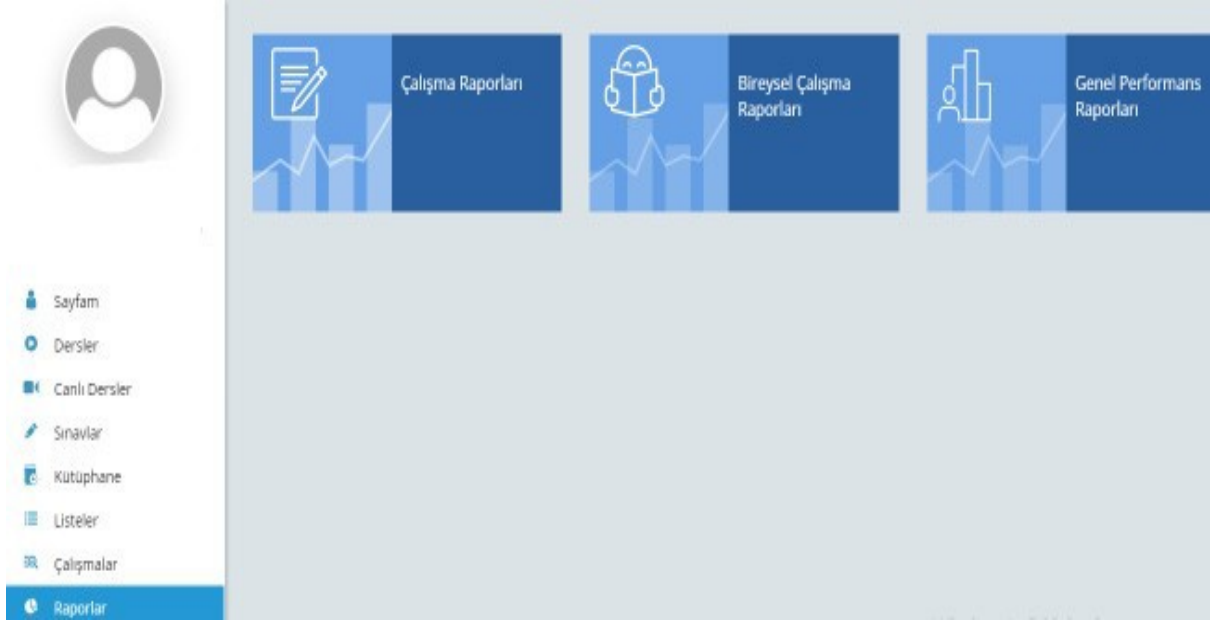 Çalışma Raporları
Bireysel Çalışma
Raporları
Genel Performans
Raporları
Sayfam
Dersler
Canlı Dersler
Sınavlar
Kütüphane
Listeler
Çalışmalar
Raporlar